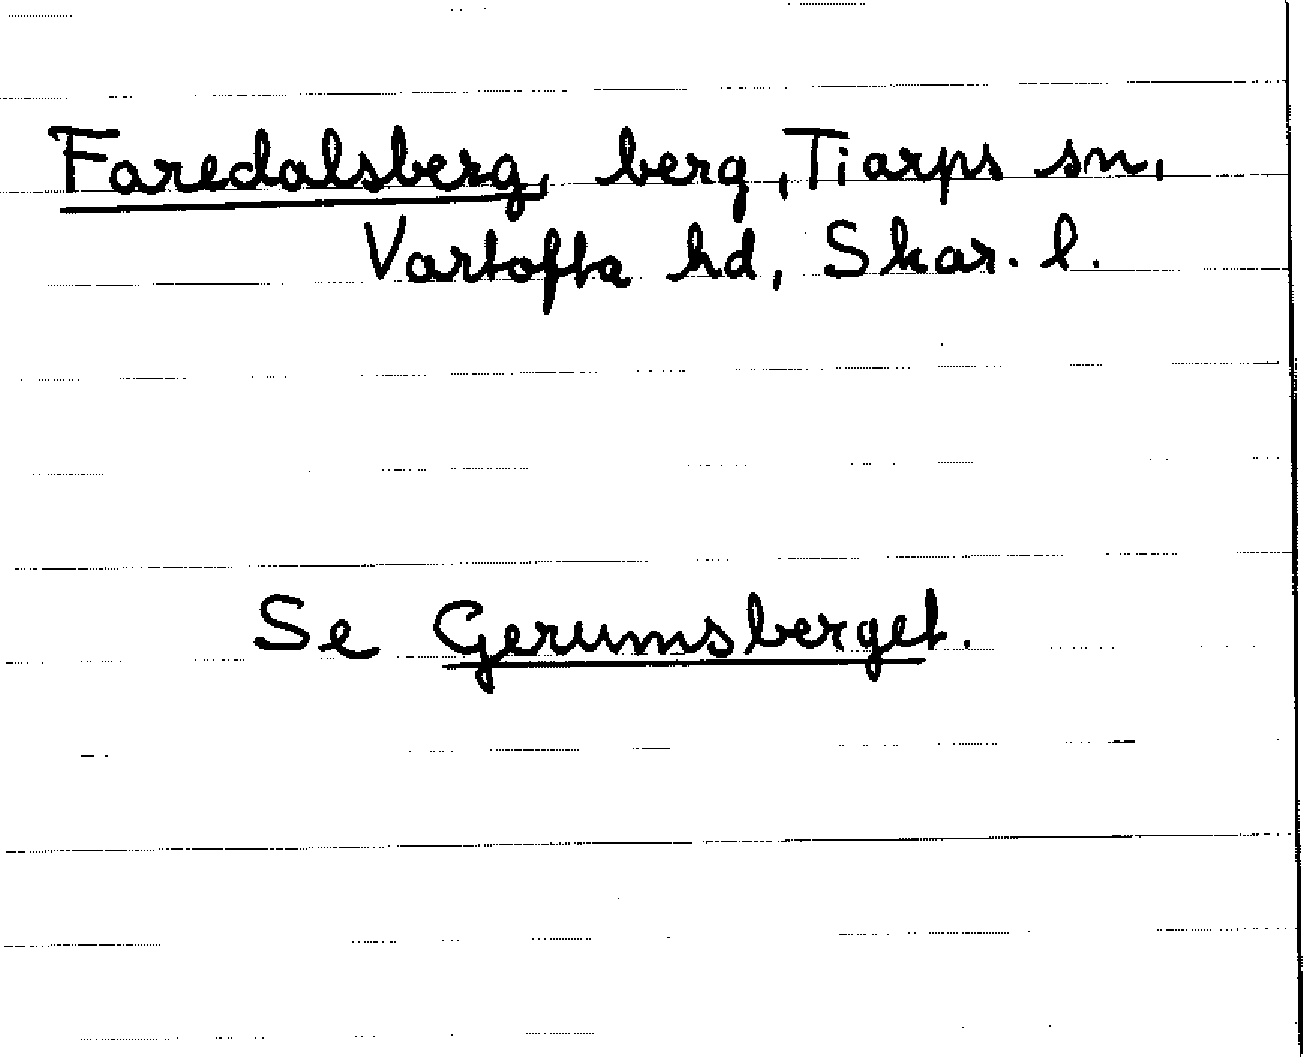 Faredalsberg, berg, Tiarps sn,
Vartofta hd, Skar. l.
Se Gerumsberget.